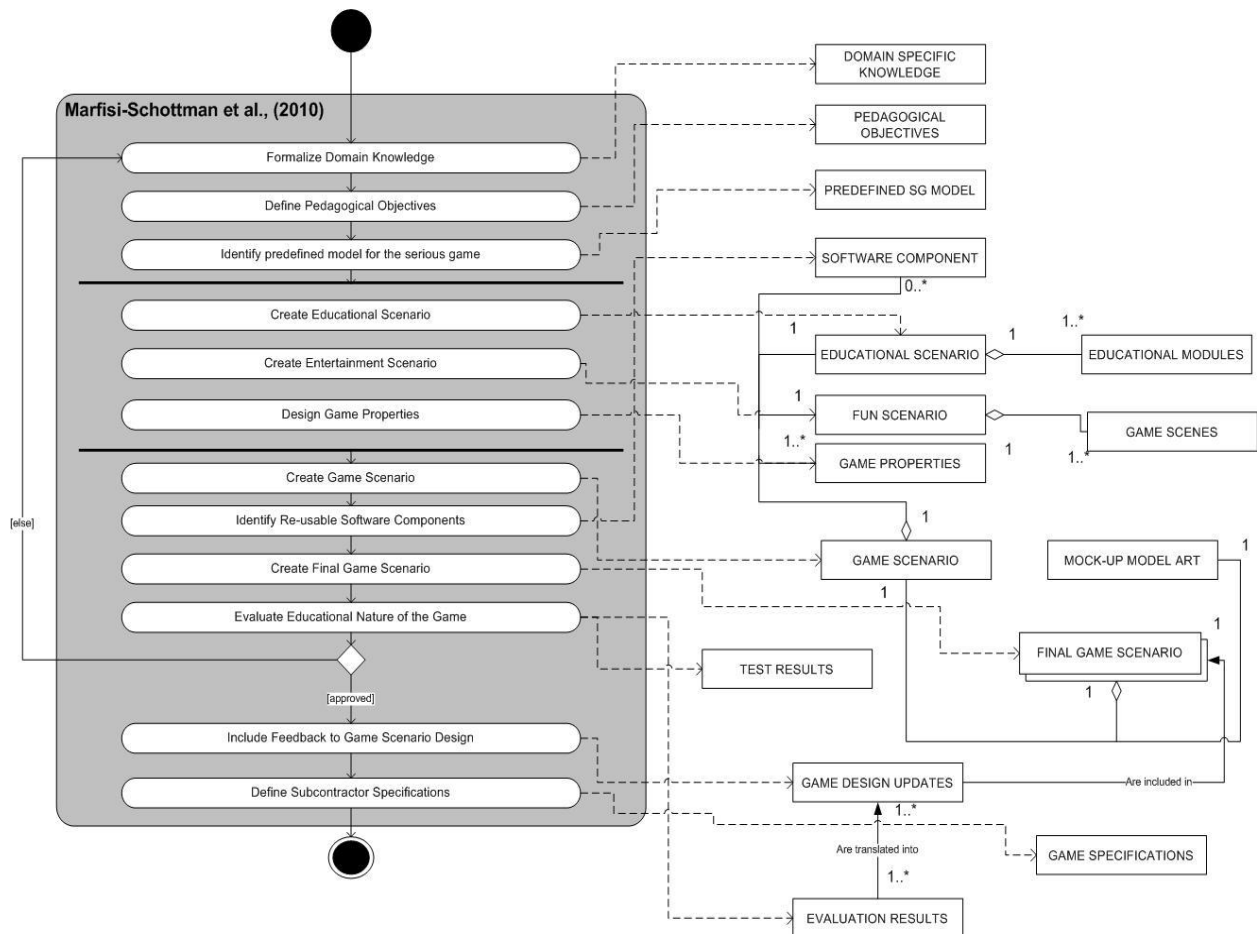 Marfisi-Schottman et al., (2010)
Formalize Domain Knowledge
Define Pedagogical Objectives
Identify predefined model for the serious game
Create Educational Scenario
Create Entertainment Scenario
Design Game Properties
Create Game Scenario
Identify Re-usable Software Components
Create Final Game Scenario
Evaluate Educational Nature of the Game
[else]
[approved]
Include Feedback to Game Scenario Design
Define Subcontractor Specifications
DOMAIN SPECIFIC
KNOWLEDGE
PEDAGOGICAL
OBJECTIVES
PREDEFINED SG MODEL
SOFTWARE COMPONENT
0..*
1
EDUCATIONAL SCENARIO
1
1..*
EDUCATIONAL MODULES
1
FUN SCENARIO
1
1..*
GAME SCENES
1..*
GAME PROPERTIES
1
GAME SCENARIO
1
MOCK-UP MODEL ART
1
1
FINAL GAME SCENARIO
1
TEST RESULTS
GAME DESIGN UPDATES
Are included in
1..*
Are translated into
1..*
GAME SPECIFICATIONS
EVALUATION RESULTS